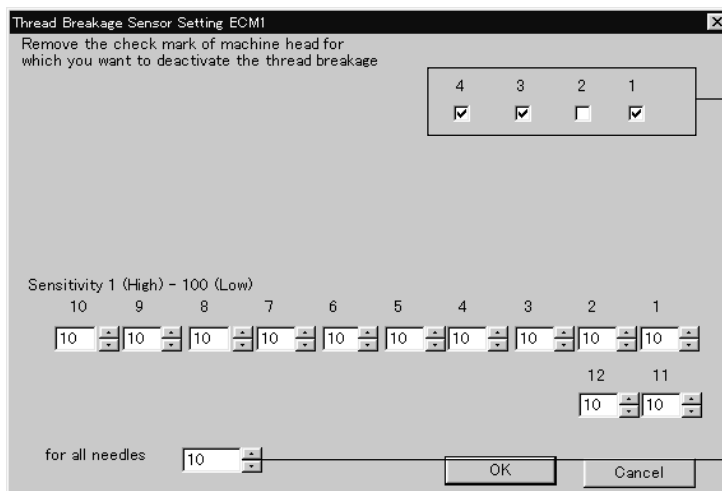 Thread Breakage Sensor Setting ECM1
Remove the check mark of machine head for
which you want to deactivate the thread breakage
4 3 2 1
Sensitivity 1 (High) - 100 (Low)
10 9 8 7 6 5 4 3 2 1
10 10 10 10 10 10 10 10 10 10
12 11
10 10
for all needles 10
OK Cancel